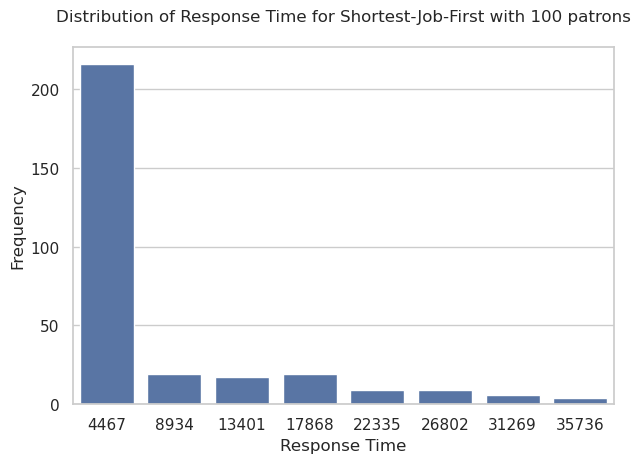 Distribution of Response Time for Shortest-Job-First with 100 patrons
200
150
100
50
0
Frequency
4467 8934 13401 17868 22335 26802 31269 35736
Response Time